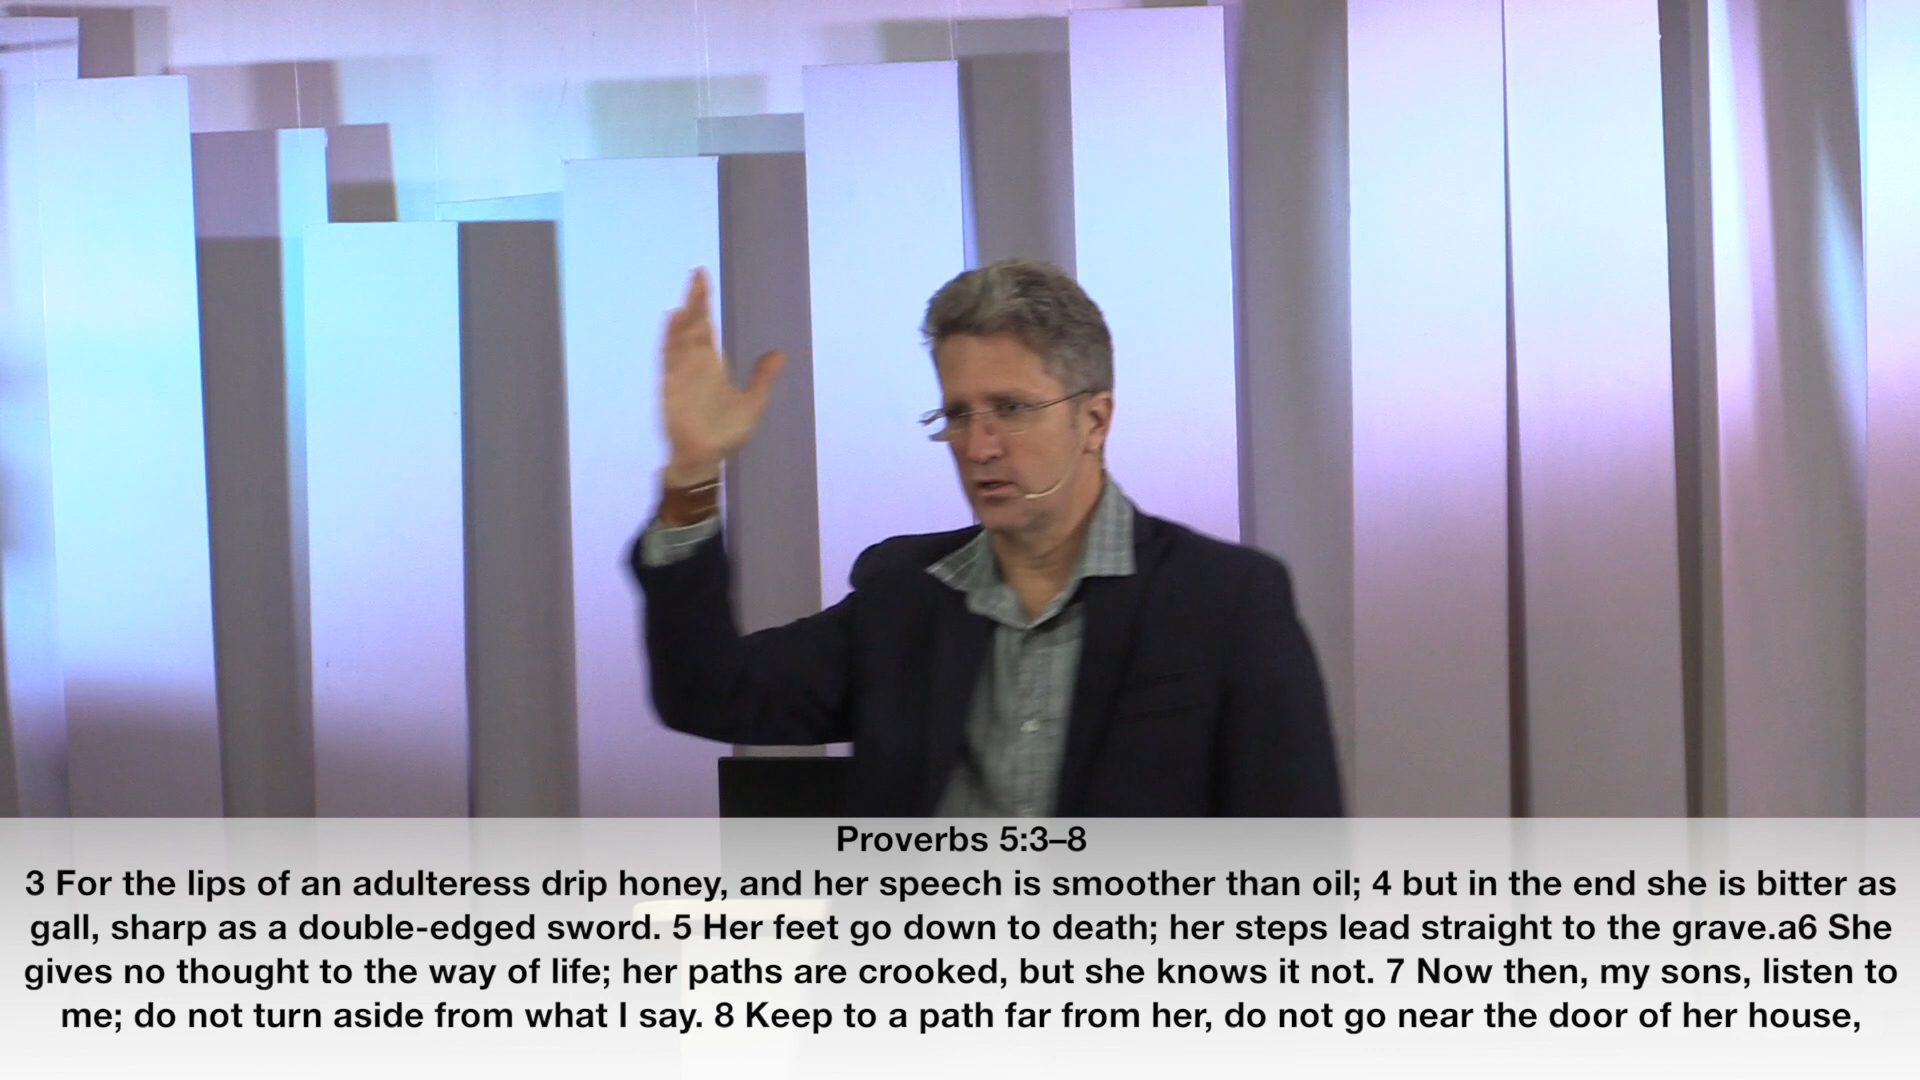 Proverbs 5:3–8
3 For the lips of an adulteress drip honey, and her speech is smoother than oil; 4 but in the end she is bitter as
gall, sharp as a double-edged sword. 5 Her feet go down to death; her steps lead straight to the grave.a6 She
gives no thought to the way of life; her paths are crooked, but she knows it not. 7 Now then, my sons, listen to
me; do not turn aside from what I say. 8 Keep to a path far from her, do not go near the door of her house,